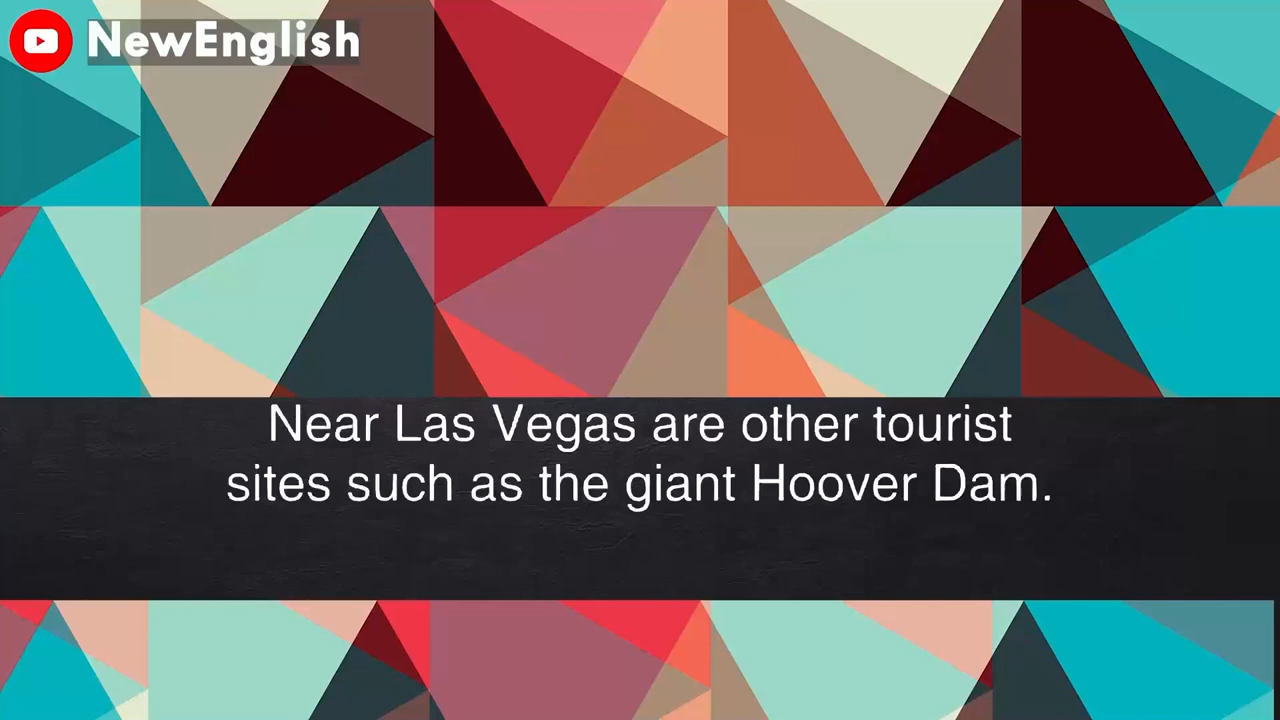 NewEnglish
Near Las Vegas are other tourist
sites such as the giant Hoover Dam.